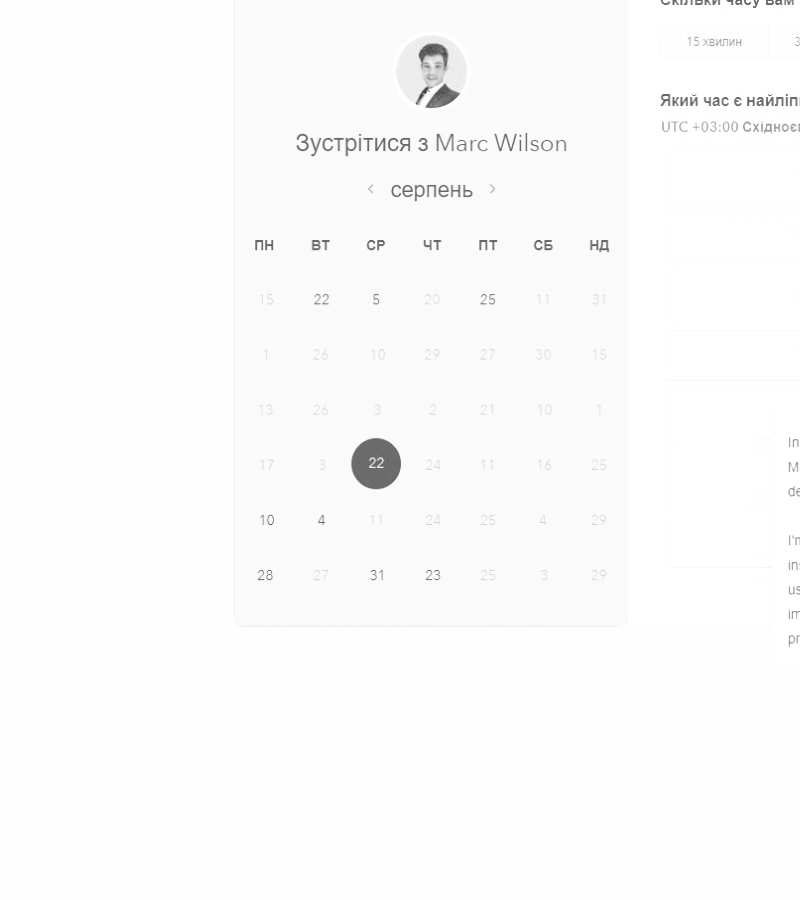 Скільки часу вам
15 хвилин 3
Який час є найліп
UTC +03:00 Східноє
Зустрітися з Marc Wilson
< серпень >
ПН ВТ СР ЧТ ПТ СБ НД
15 22 5 20 25 11 31
1 26 10 29 27 30 15
13 26 3 2 21 10 1
17 3 22 24 11 16 25
10 4 11 24 25 4 29
28 27 31 23 25 3 29
In
M
de
I'm
ins
us
im
pr